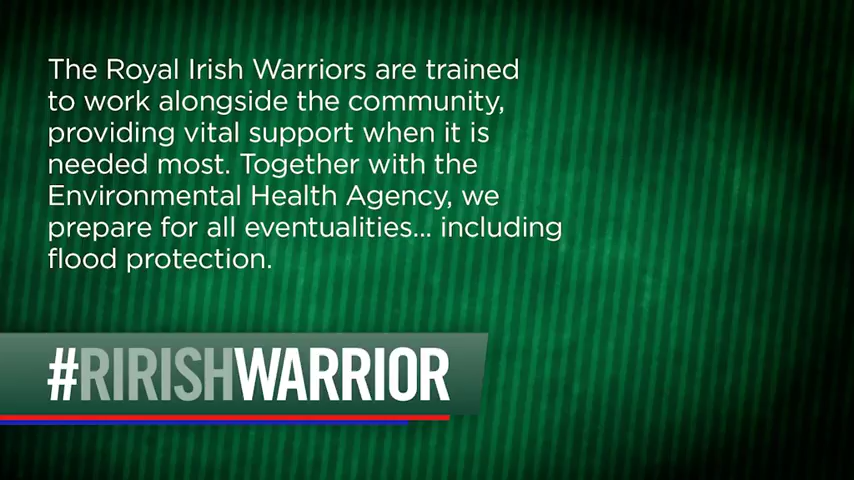 The Royal Irish Warriors are trained
to work alongside the community,
providing vital support when it is
needed most. Together with the
Environmental Health Agency, we
prepare for all eventualities... including
flood protection.
#RIRISHWARRIOR